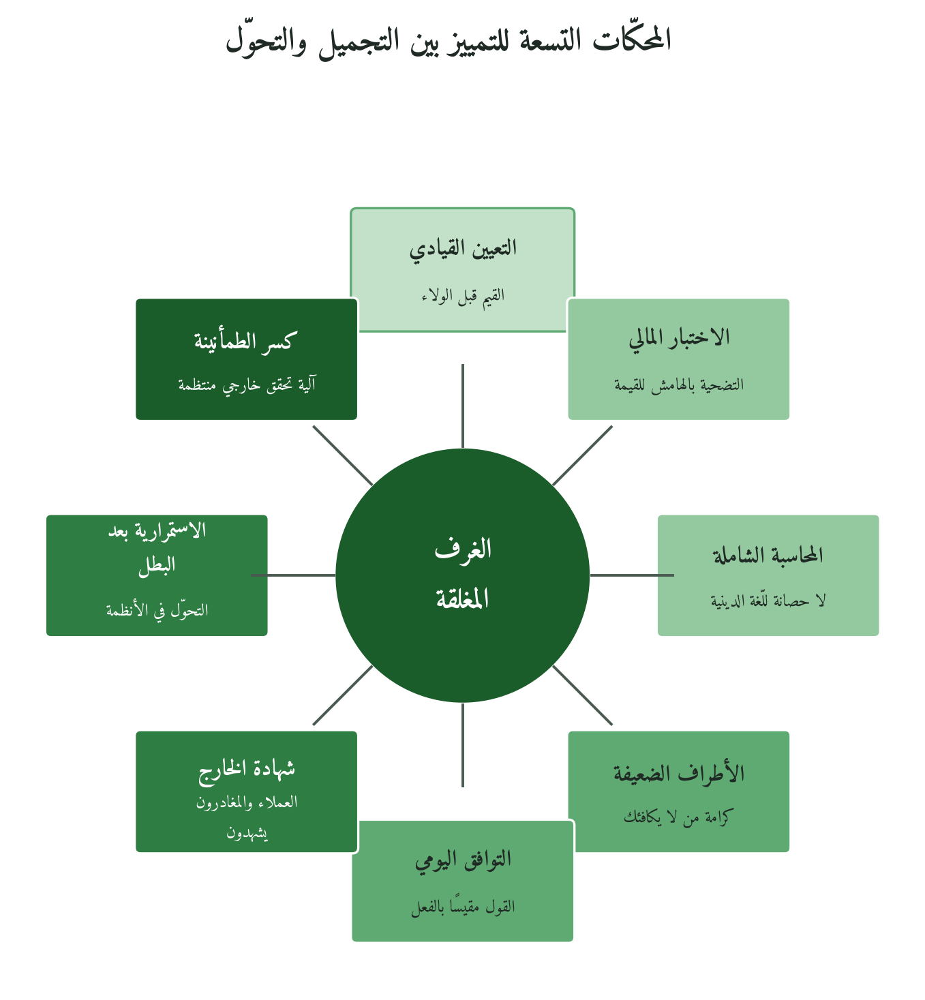 المحكّات التسعة للتمييز بين التجميل والتحوّل
التعيين القيادي
القيم قبل الولاء
الاختبار المالي
التضحية بالهامش للقيمة
المحاسبة الشاملة
لا حصانة للّغة الدينية
الأطراف الضعيفة
كرامة من لا يكافئك
التوافق اليومي
القول مقيسًا بالفعل
شهادة الخارج
العملاء والمغادرون
يشهدون
الاستمرارية بعد
البطل
التحوّل في الأنظمة
كسر الطمأنينة
آلية تحقق خارجي منتظمة
الغرف
المغلقة